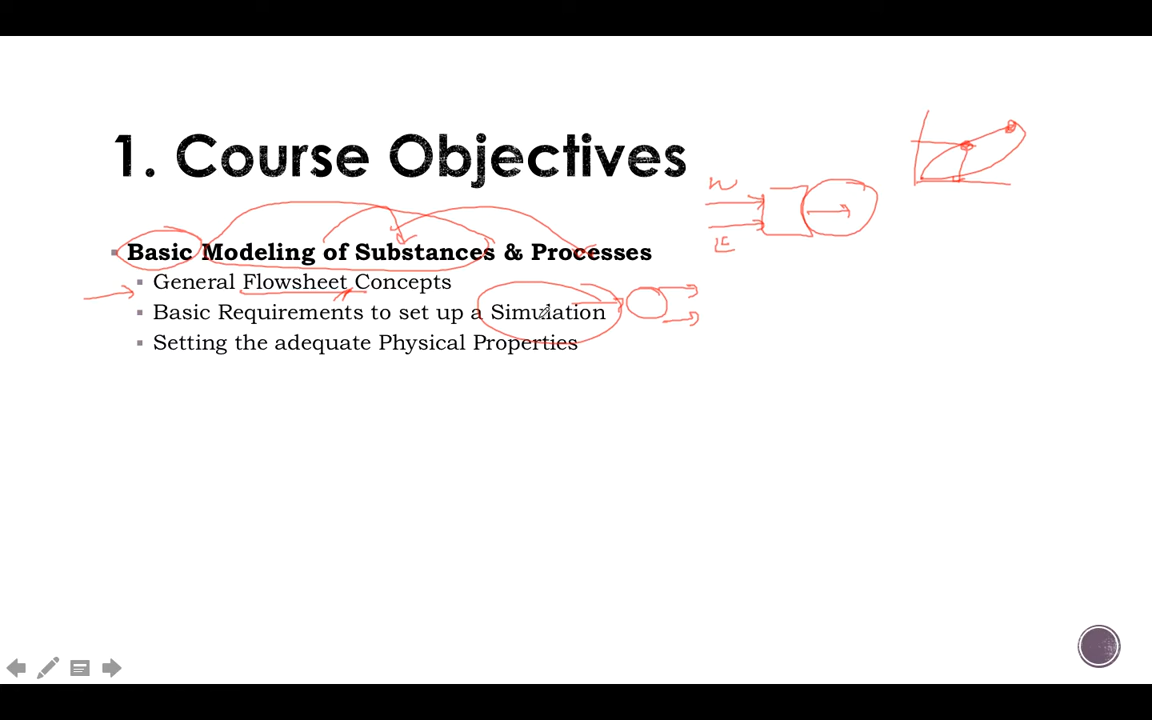 1. Course Objectives
Basic Modeling of Substances & Processes
General Flowsheet Concepts
Basic Requirements to set up a Simulation
Setting the adequate Physical Properties
W
E